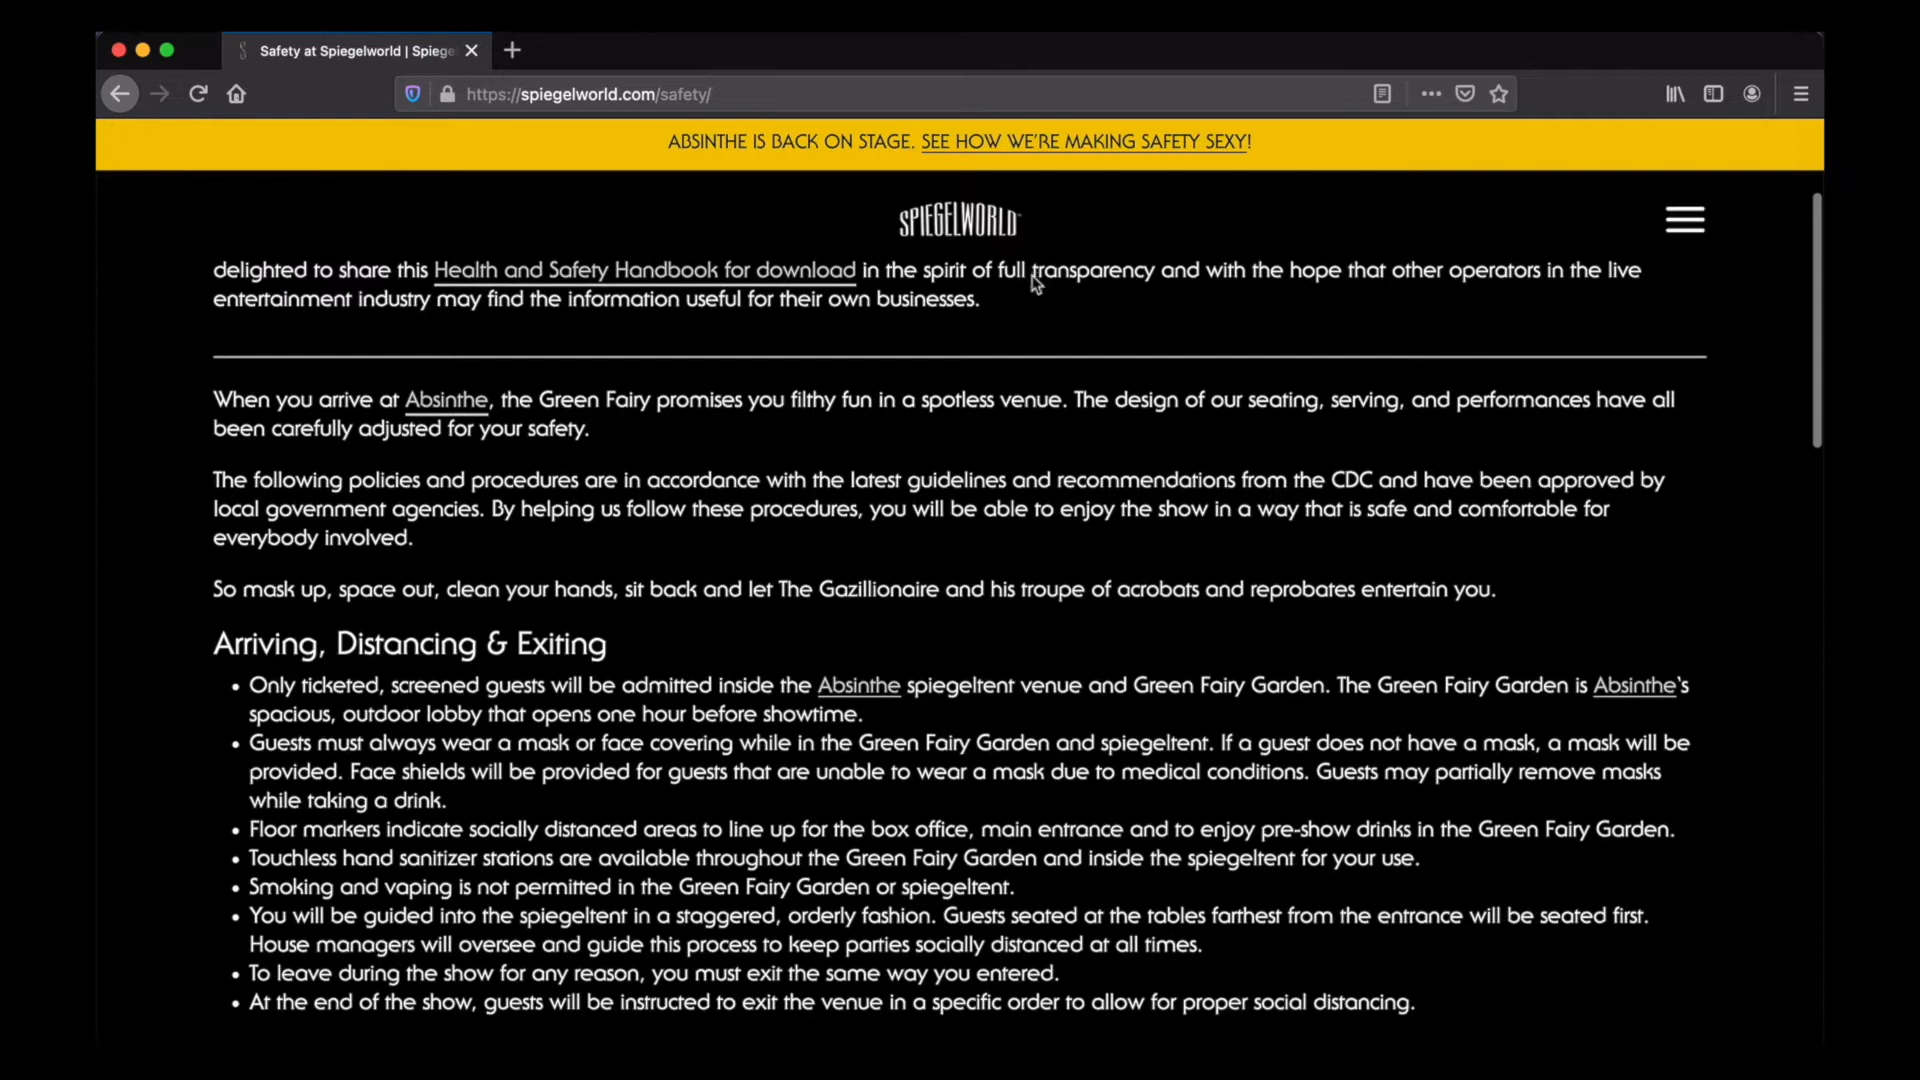 Safety at Spiegelworld | Spiege
https://spiegelworld.com/safety/
ABSINTHE IS BACK ON STAGE. SEE HOW WE'RE MAKING SAFETY SEXY!
SPIEGELWORLD
delighted to share this Health and Safety Handbook for download in the spirit of full transparency and with the hope that other operators in the live
entertainment industry may find the information useful for their own businesses.
When you arrive at Absinthe, the Green Fairy promises you filthy fun in a spotless venue. The design of our seating, serving, and performances have all
been carefully adjusted for your safety.
The following policies and procedures are in accordance with the latest guidelines and recommendations from the CDC and have been approved by
local government agencies. By helping us follow these procedures, you will be able to enjoy the show in a way that is safe and comfortable for
everybody involved.
So mask up, space out, clean your hands, sit back and let The Gazillionaire and his troupe of acrobats and reprobates entertain you.
Arriving, Distancing & Exiting
• Only ticketed, screened guests will be admitted inside the Absinthe spiegeltent venue and Green Fairy Garden. The Green Fairy Garden is Absinthe's
spacious, outdoor lobby that opens one hour before showtime.
• Guests must always wear a mask or face covering while in the Green Fairy Garden and spiegeltent. If a guest does not have a mask, a mask will be
provided. Face shields will be provided for guests that are unable to wear a mask due to medical conditions. Guests may partially remove masks
while taking a drink.
• Floor markers indicate socially distanced areas to line up for the box office, main entrance and to enjoy pre-show drinks in the Green Fairy Garden.
• Touchless hand sanitizer stations are available throughout the Green Fairy Garden and inside the spiegeltent for your use.
• Smoking and vaping is not permitted in the Green Fairy Garden or spiegeltent.
• You will be guided into the spiegeltent in a staggered, orderly fashion. Guests seated at the tables farthest from the entrance will be seated first.
House managers will oversee and guide this process to keep parties socially distanced at all times.
• To leave during the show for any reason, you must exit the same way you entered.
• At the end of the show, guests will be instructed to exit the venue in a specific order to allow for proper social distancing.